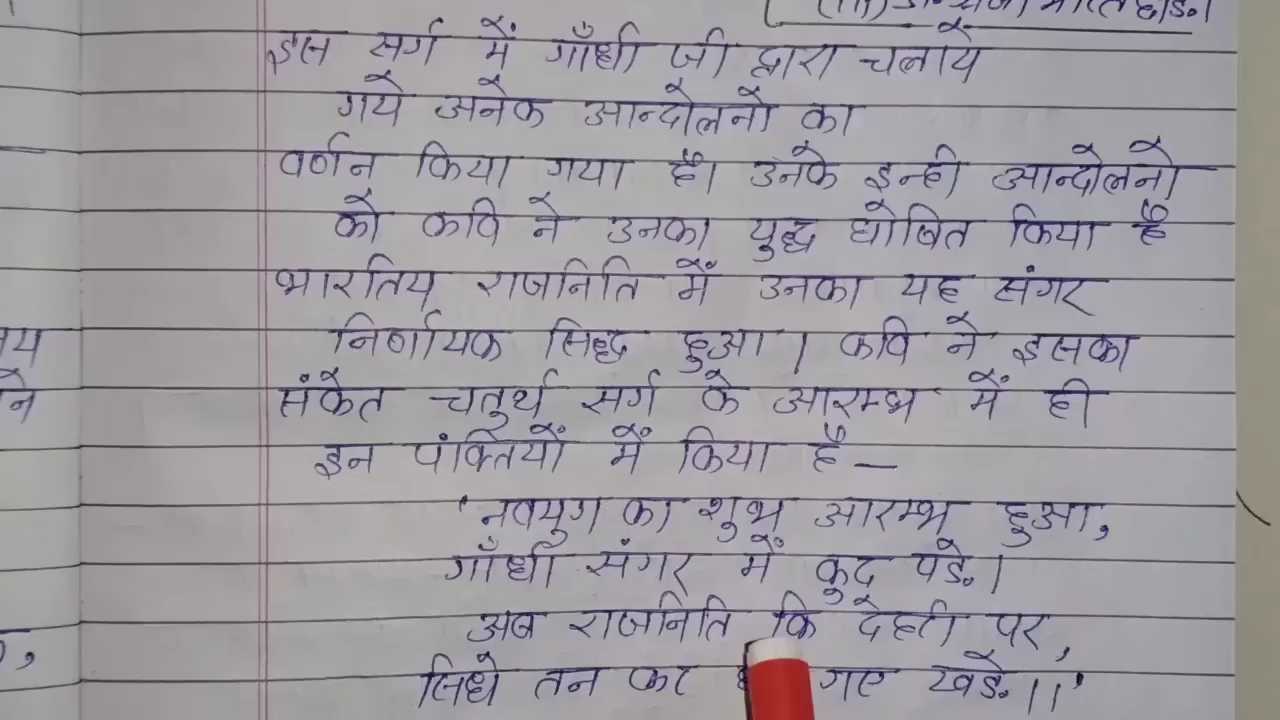 इस सर्ग में गाँधी जी द्वारा चलाये
गये अनेक आन्दोलनो का
वर्णन किया गया है। उनके इन्ही आन्दोलनो
को कवि ने उनका युद्ध घोषित किया है
भारतिय राजनिति में उनका यह संगर
निर्णायक सिद्ध हुआ। कवि ने इसका
संकेत चतुर्थ सर्ग के आरम्भ में ही
इन पंक्तियों में किया है –
'नवयुग का शुभ आरम्भ हुआ,
गाँधी संगर में कुद पडे.।
अब राजनिति कि देहरी पर,
सिधे तन कर गए खडे.।।'